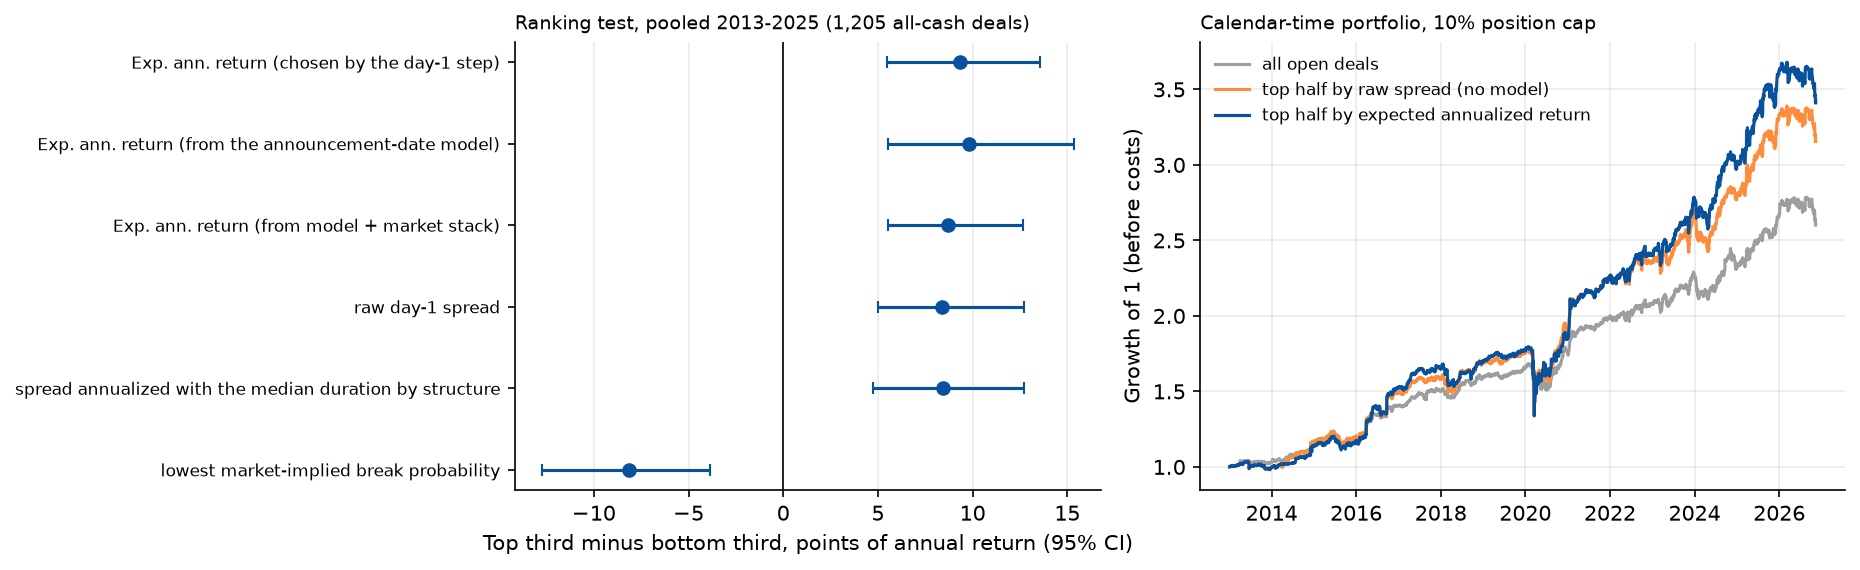 Ranking test, pooled 2013-2025 (1,205 all-cash deals)
Exp. ann. return (chosen by the day-1 step)
Exp. ann. return (from the announcement-date model)
Exp. ann. return (from model + market stack)
raw day-1 spread
spread annualized with the median duration by structure
lowest market-implied break probability
−10 −5 0 5 10 15
Top third minus bottom third, points of annual return (95% CI)
Calendar-time portfolio, 10% position cap
all open deals
top half by raw spread (no model)
top half by expected annualized return
Growth of 1 (before costs)
3.5
3.0
2.5
2.0
1.5
1.0
2014 2016 2018 2020 2022 2024 2026